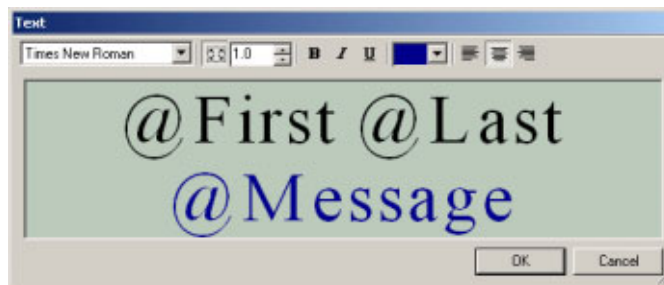 Text
Times New Roman 1.0 B I U
@First @Last
@Message
OK Cancel